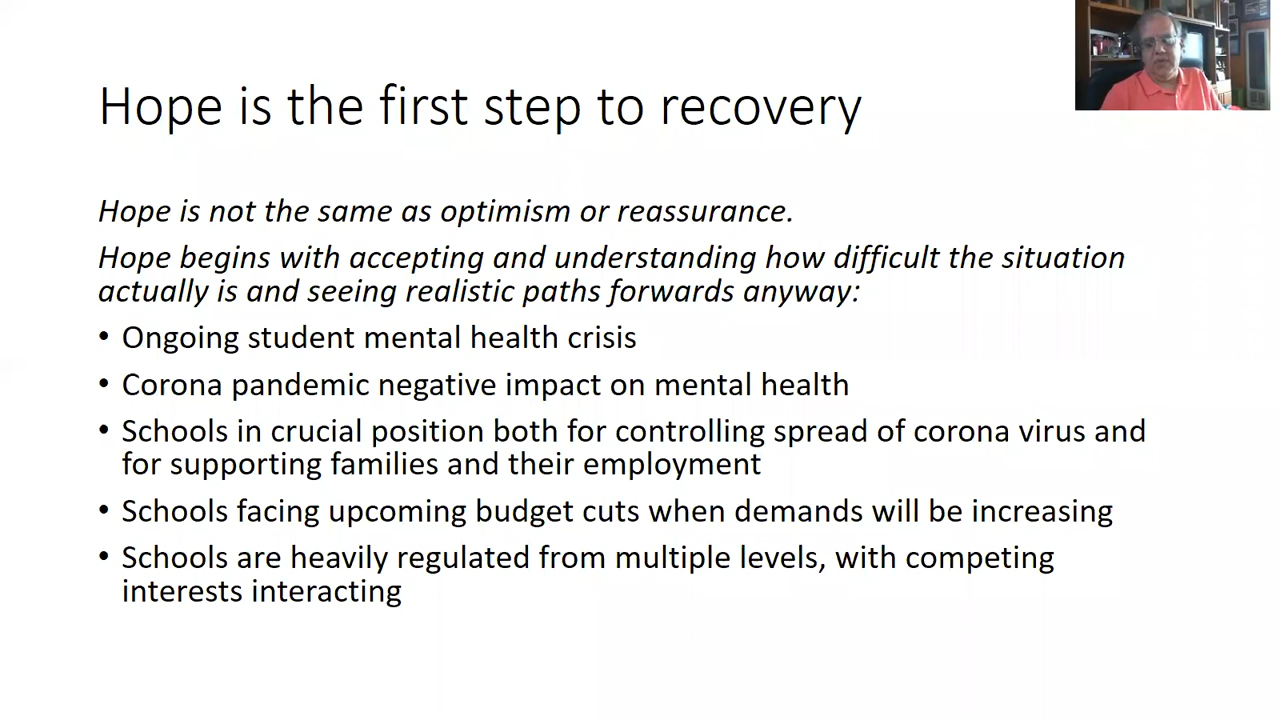 Hope is the first step to recovery
Hope is not the same as optimism or reassurance.
Hope begins with accepting and understanding how difficult the situation
actually is and seeing realistic paths forwards anyway:
• Ongoing student mental health crisis
• Corona pandemic negative impact on mental health
• Schools in crucial position both for controlling spread of corona virus and
for supporting families and their employment
• Schools facing upcoming budget cuts when demands will be increasing
• Schools are heavily regulated from multiple levels, with competing
interests interacting